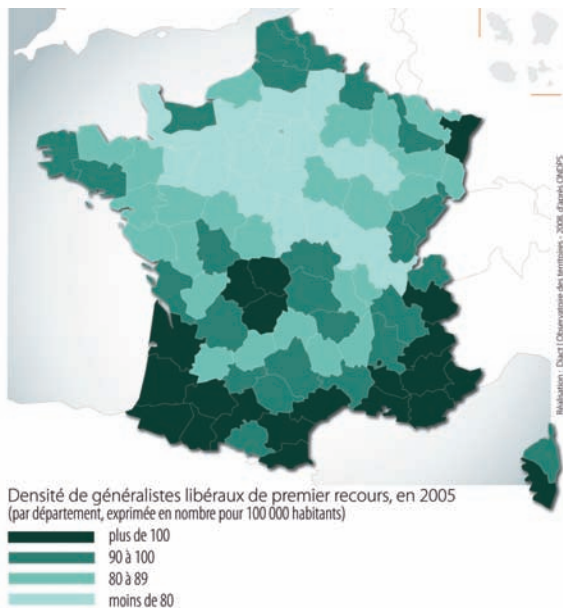 Densité de généralistes libéraux de premier recours, en 2005
(par département, exprimée en nombre pour 100 000 habitants)
plus de 100
90 à 100
80 à 89
moins de 80
Réalisation : Diact | Observatoire des territoires - 2008, d'après ONDPS